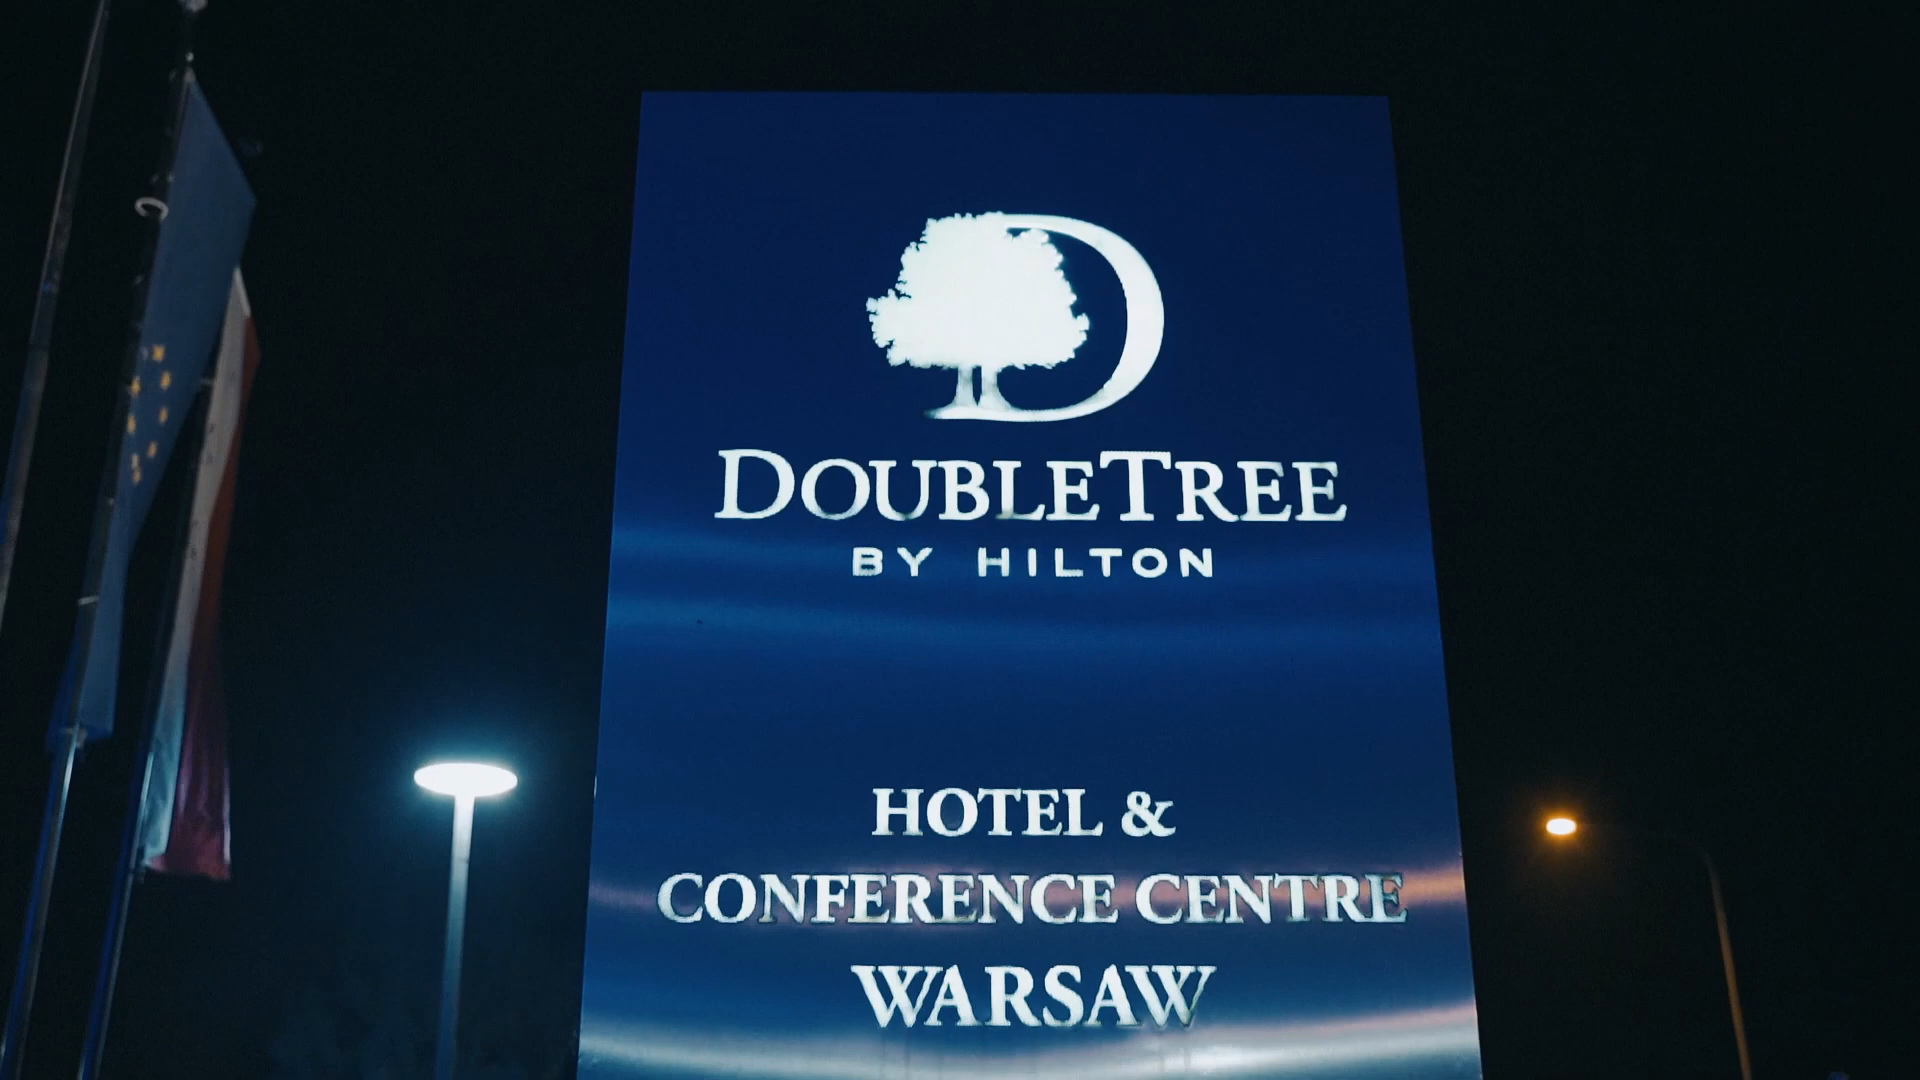 DOUBLETREE
BY HILTON
HOTEL &
CONFERENCE CENTRE
WARSAW